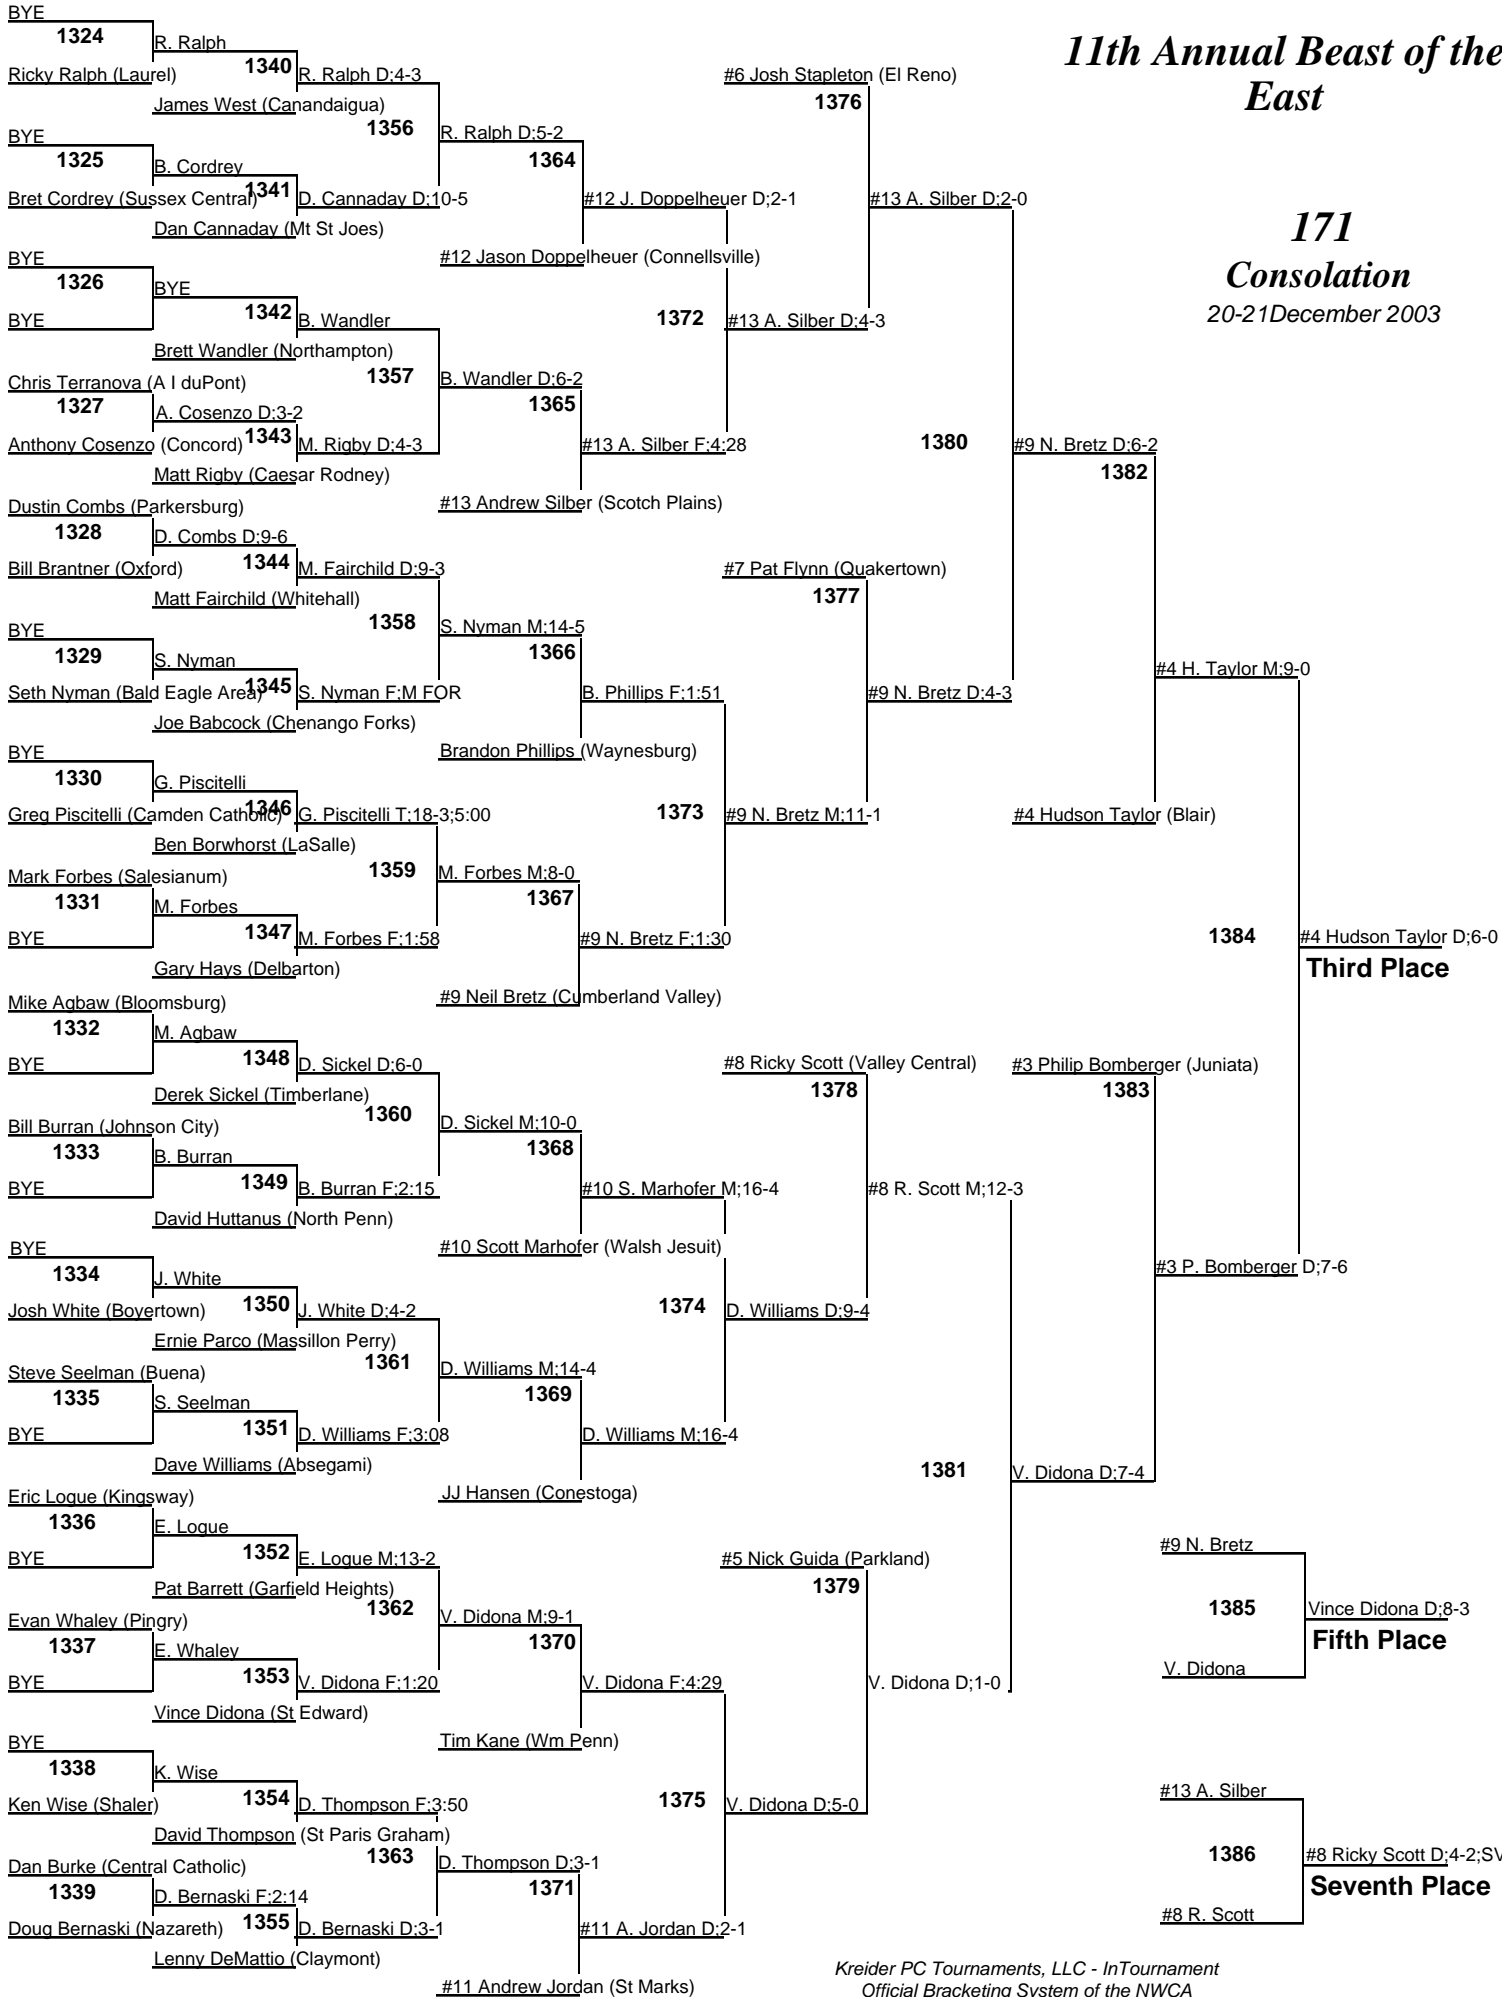 11th Annual Beast of the
East
171
Consolation
20-21December 2003
BYE
1324
Ricky Ralph (Laurel)
BYE
1325
Bret Cordrey (Sussex Central)
BYE
1326
BYE
Chris Terranova (A I duPont)
1327
Anthony Cosenzo (Concord)
Dustin Combs (Parkersburg)
1328
Bill Brantner (Oxford)
BYE
1329
Seth Nyman (Bald Eagle Area)
BYE
1330
Greg Piscitelli (Camden Catholic)
Mark Forbes (Salesianum)
1331
BYE
Mike Agbaw (Bloomsburg)
1332
BYE
Bill Burran (Johnson City)
1333
BYE
BYE
1334
Josh White (Boyertown)
Steve Seelman (Buena)
1335
BYE
Eric Logue (Kingsway)
1336
BYE
Evan Whaley (Pingry)
1337
BYE
BYE
1338
Ken Wise (Shaler)
Dan Burke (Central Catholic)
1339
Doug Bernaski (Nazareth)
R. Ralph
1340
James West (Canandaigua)
B. Cordrey
1341
Dan Cannaday (Mt St Joes)
BYE
1342
Brett Wandler (Northampton)
A. Cosenzo D;3-2
1343
Matt Rigby (Caesar Rodney)
D. Combs D;9-6
1344
Matt Fairchild (Whitehall)
S. Nyman
1345
Joe Babcock (Chenango Forks)
G. Piscitelli
1346
Ben Borwhorst (LaSalle)
M. Forbes
1347
Gary Hays (Delbarton)
M. Agbaw
1348
Derek Sickel (Timberlane)
B. Burran
1349
David Huttanus (North Penn)
J. White
1350
Ernie Parco (Massillon Perry)
S. Seelman
1351
Dave Williams (Absegami)
E. Logue
1352
Pat Barrett (Garfield Heights)
E. Whaley
1353
Vince Didona (St Edward)
K. Wise
1354
David Thompson (St Paris Graham)
D. Bernaski F;2:14
1355
Lenny DeMattio (Claymont)
R. Ralph D;4-3
1356
D. Cannaday D;10-5
B. Wandler
1357
M. Rigby D;4-3
M. Fairchild D;9-3
1358
S. Nyman F;M FOR
G. Piscitelli T;18-3;5:00
1359
M. Forbes F;1:58
D. Sickel D;6-0
1360
B. Burran F;2:15
J. White D;4-2
1361
D. Williams F;3:08
E. Logue M;13-2
1362
V. Didona F;1:20
D. Thompson F;3:50
1363
D. Bernaski D;3-1
R. Ralph D;5-2
1364
#12 Jason Doppelheuer (Connellsville)
B. Wandler D;6-2
1365
#13 Andrew Silber (Scotch Plains)
S. Nyman M;14-5
1366
Brandon Phillips (Waynesburg)
M. Forbes M;8-0
1367
#9 Neil Bretz (Cumberland Valley)
D. Sickel M;10-0
1368
#10 Scott Marhofer (Walsh Jesuit)
D. Williams M;14-4
1369
JJ Hansen (Conestoga)
V. Didona M;9-1
1370
Tim Kane (Wm Penn)
D. Thompson D;3-1
1371
#11 Andrew Jordan (St Marks)
#12 J. Doppelheuer D;2-1
1372
#13 A. Silber F;4:28
B. Phillips F;1:51
1373
#9 N. Bretz F;1:30
#10 S. Marhofer M;16-4
1374
D. Williams M;16-4
V. Didona F;4:29
1375
#11 A. Jordan D;2-1
#6 Josh Stapleton (El Reno)
1376
#13 A. Silber D;4-3
#7 Pat Flynn (Quakertown)
1377
#9 N. Bretz M;11-1
#8 Ricky Scott (Valley Central)
1378
D. Williams D;9-4
#5 Nick Guida (Parkland)
1379
V. Didona D;5-0
#13 A. Silber D;2-0
1380
#9 N. Bretz D;4-3
#8 R. Scott M;12-3
1381
V. Didona D;1-0
#9 N. Bretz D;6-2
1382
#4 Hudson Taylor (Blair)
#3 Philip Bomberger (Juniata)
1383
V. Didona D;7-4
#4 H. Taylor M;9-0
1384
#3 P. Bomberger D;7-6
#4 Hudson Taylor D;6-0
Third Place
#9 N. Bretz
1385
V. Didona
Vince Didona D;8-3
Fifth Place
#13 A. Silber
1386
#8 R. Scott
#8 Ricky Scott D;4-2;SV
Seventh Place
Kreider PC Tournaments, LLC - InTournament
Official Bracketing System of the NWCA